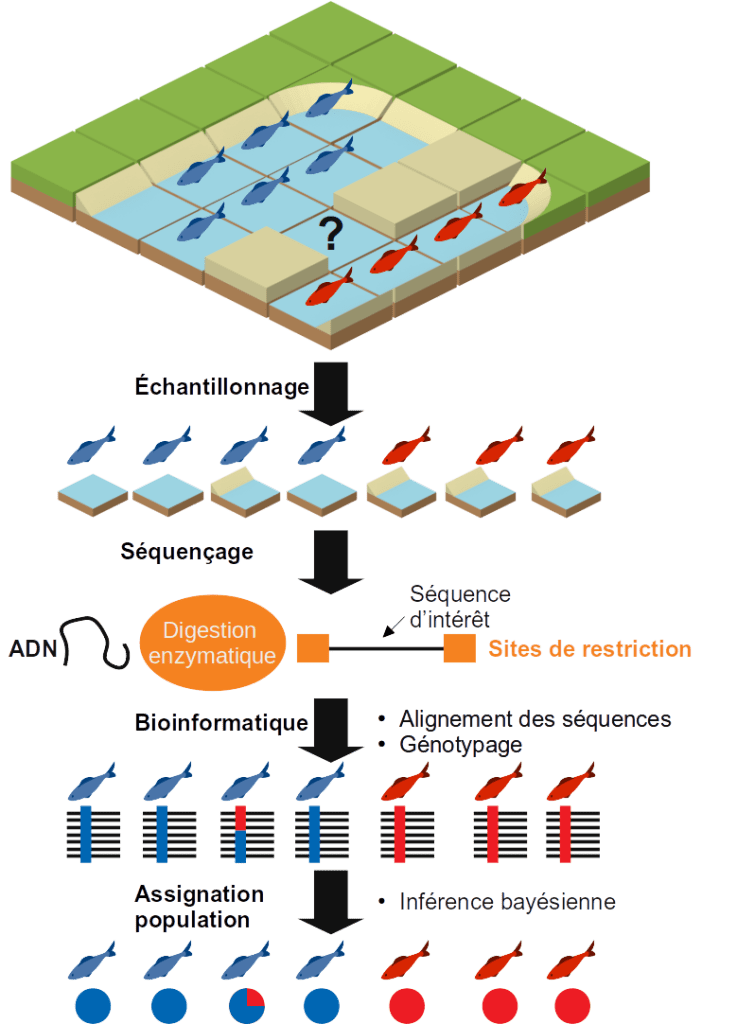 ?
Échantillonnage
Séquençage
Séquence
d'intérêt
ADN
Digestion
enzymatique
Sites de restriction
Bioinformatique
• Alignement des séquences
• Génotypage
Assignation
population
• Inférence bayésienne